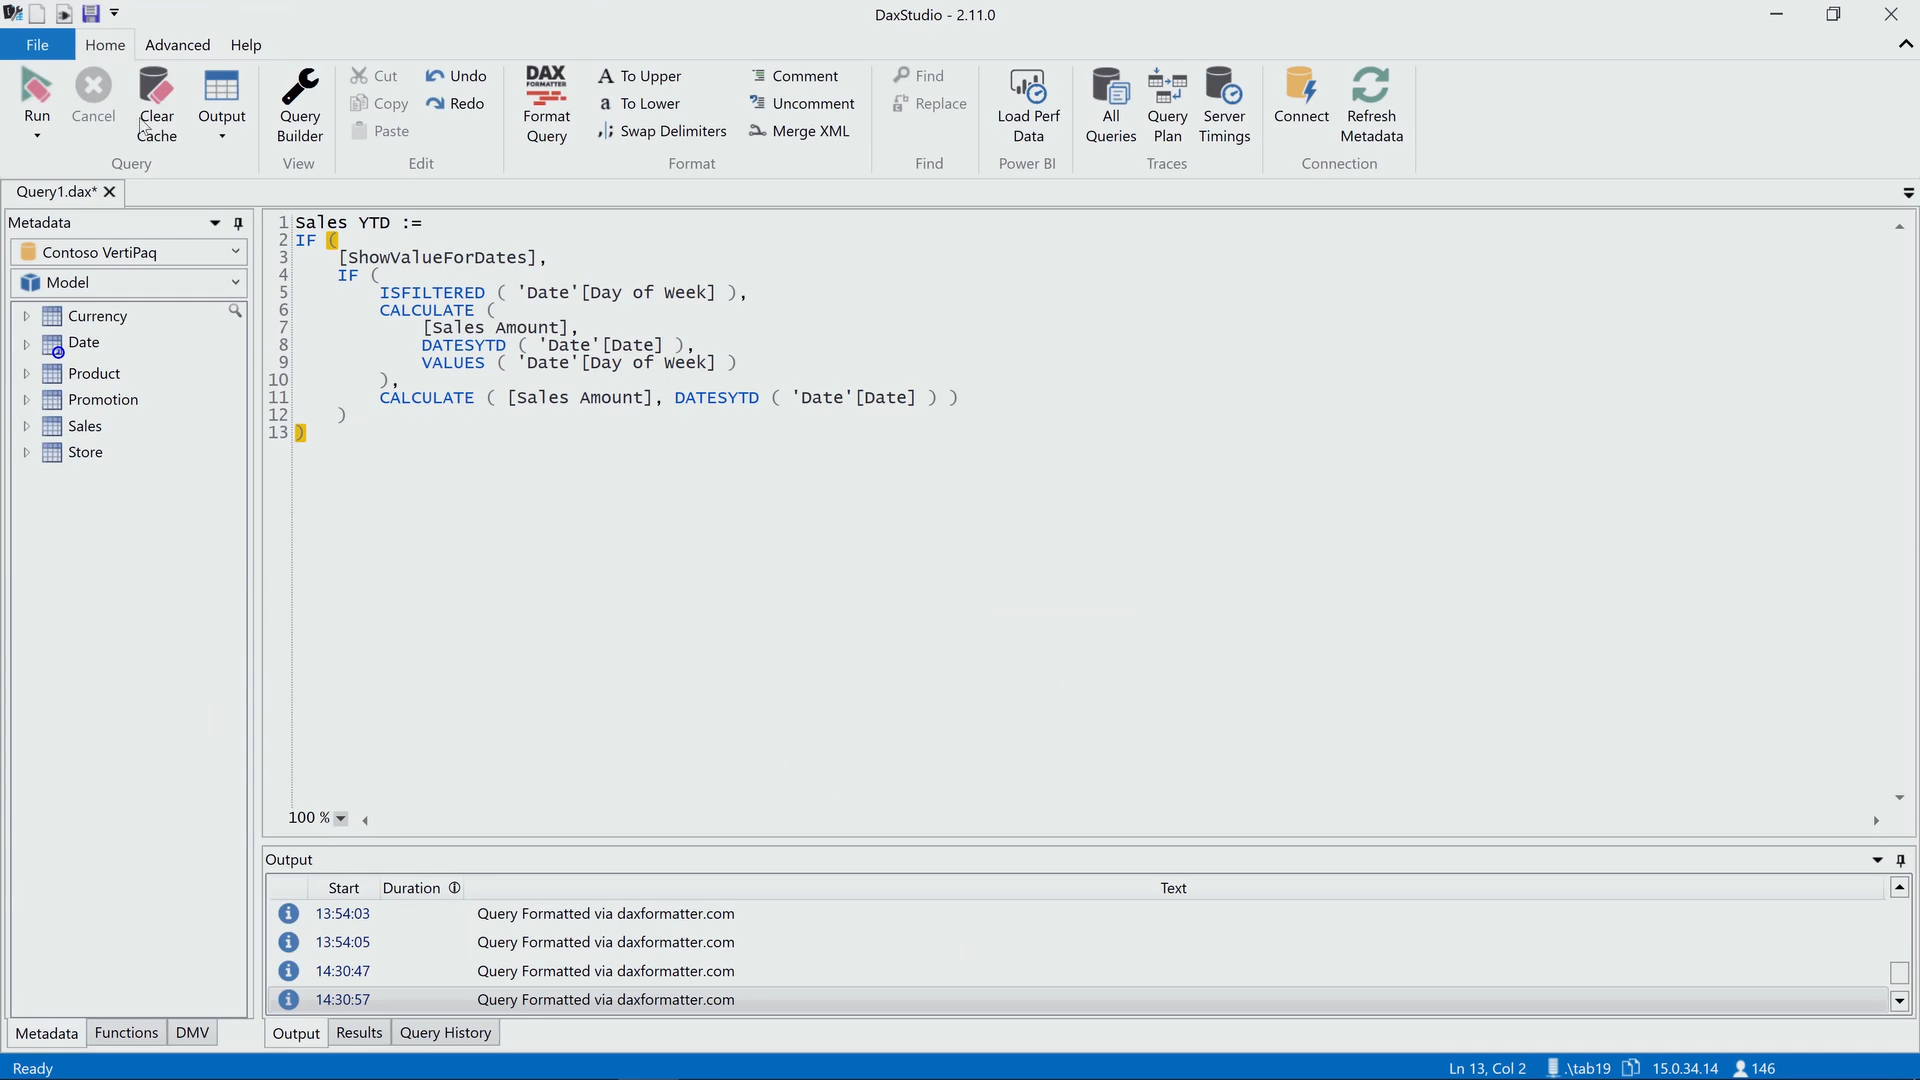 DaxStudio - 2.11.0
File Home Advanced Help
Run Cancel Clear Cache Output
Query
Query Builder
View
Cut Undo
Copy Redo
Paste
Edit
DAX FORMATTER
Format Query
To Upper Comment
To Lower Uncomment
Swap Delimiters Merge XML
Format
Find
Replace
Find
Load Perf Data
Power BI
All Queries Query Plan Server Timings
Traces
Connect Refresh Metadata
Connection
Query1.dax*
Metadata
Contoso VertiPaq
Model
Currency
Date
Product
Promotion
Sales
Store
1 Sales YTD :=
2 IF (
3 [ShowValueForDates],
4 IF (
5 ISFILTERED ( 'Date'[Day of Week] ),
6 CALCULATE (
7 [Sales Amount],
8 DATESYTD ( 'Date'[Date] ),
9 VALUES ( 'Date'[Day of Week] )
10 ),
11 CALCULATE ( [Sales Amount], DATESYTD ( 'Date'[Date] ) )
12 )
13 )
100 %
Output
Start Duration Text
13:54:03 Query Formatted via daxformatter.com
13:54:05 Query Formatted via daxformatter.com
14:30:47 Query Formatted via daxformatter.com
14:30:57 Query Formatted via daxformatter.com
Metadata Functions DMV
Output Results Query History
Ready Ln 13, Col 2 .\tab19 15.0.34.14 146